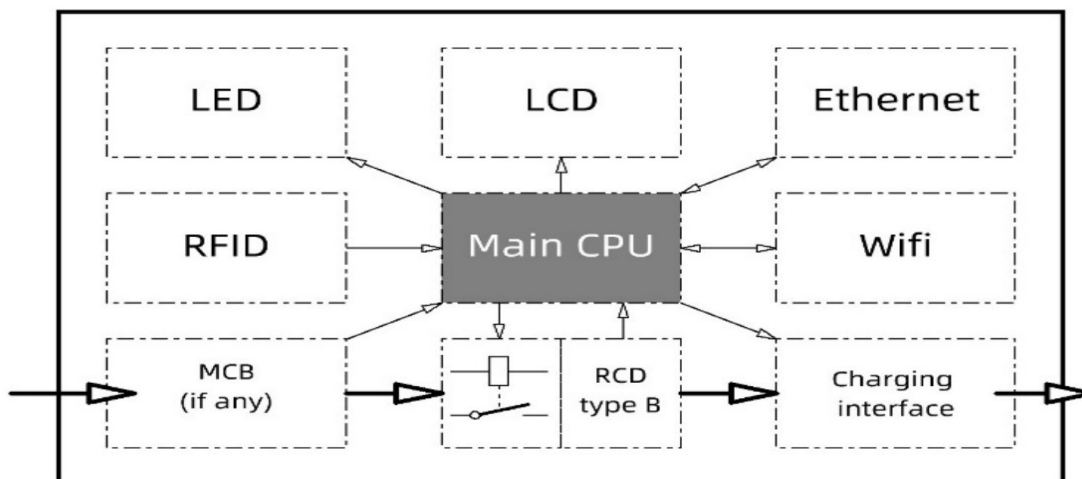 LED
LCD
Ethernet
RFID
Main CPU
Wifi
MCB
(if any)
RCD
type B
Charging
interface